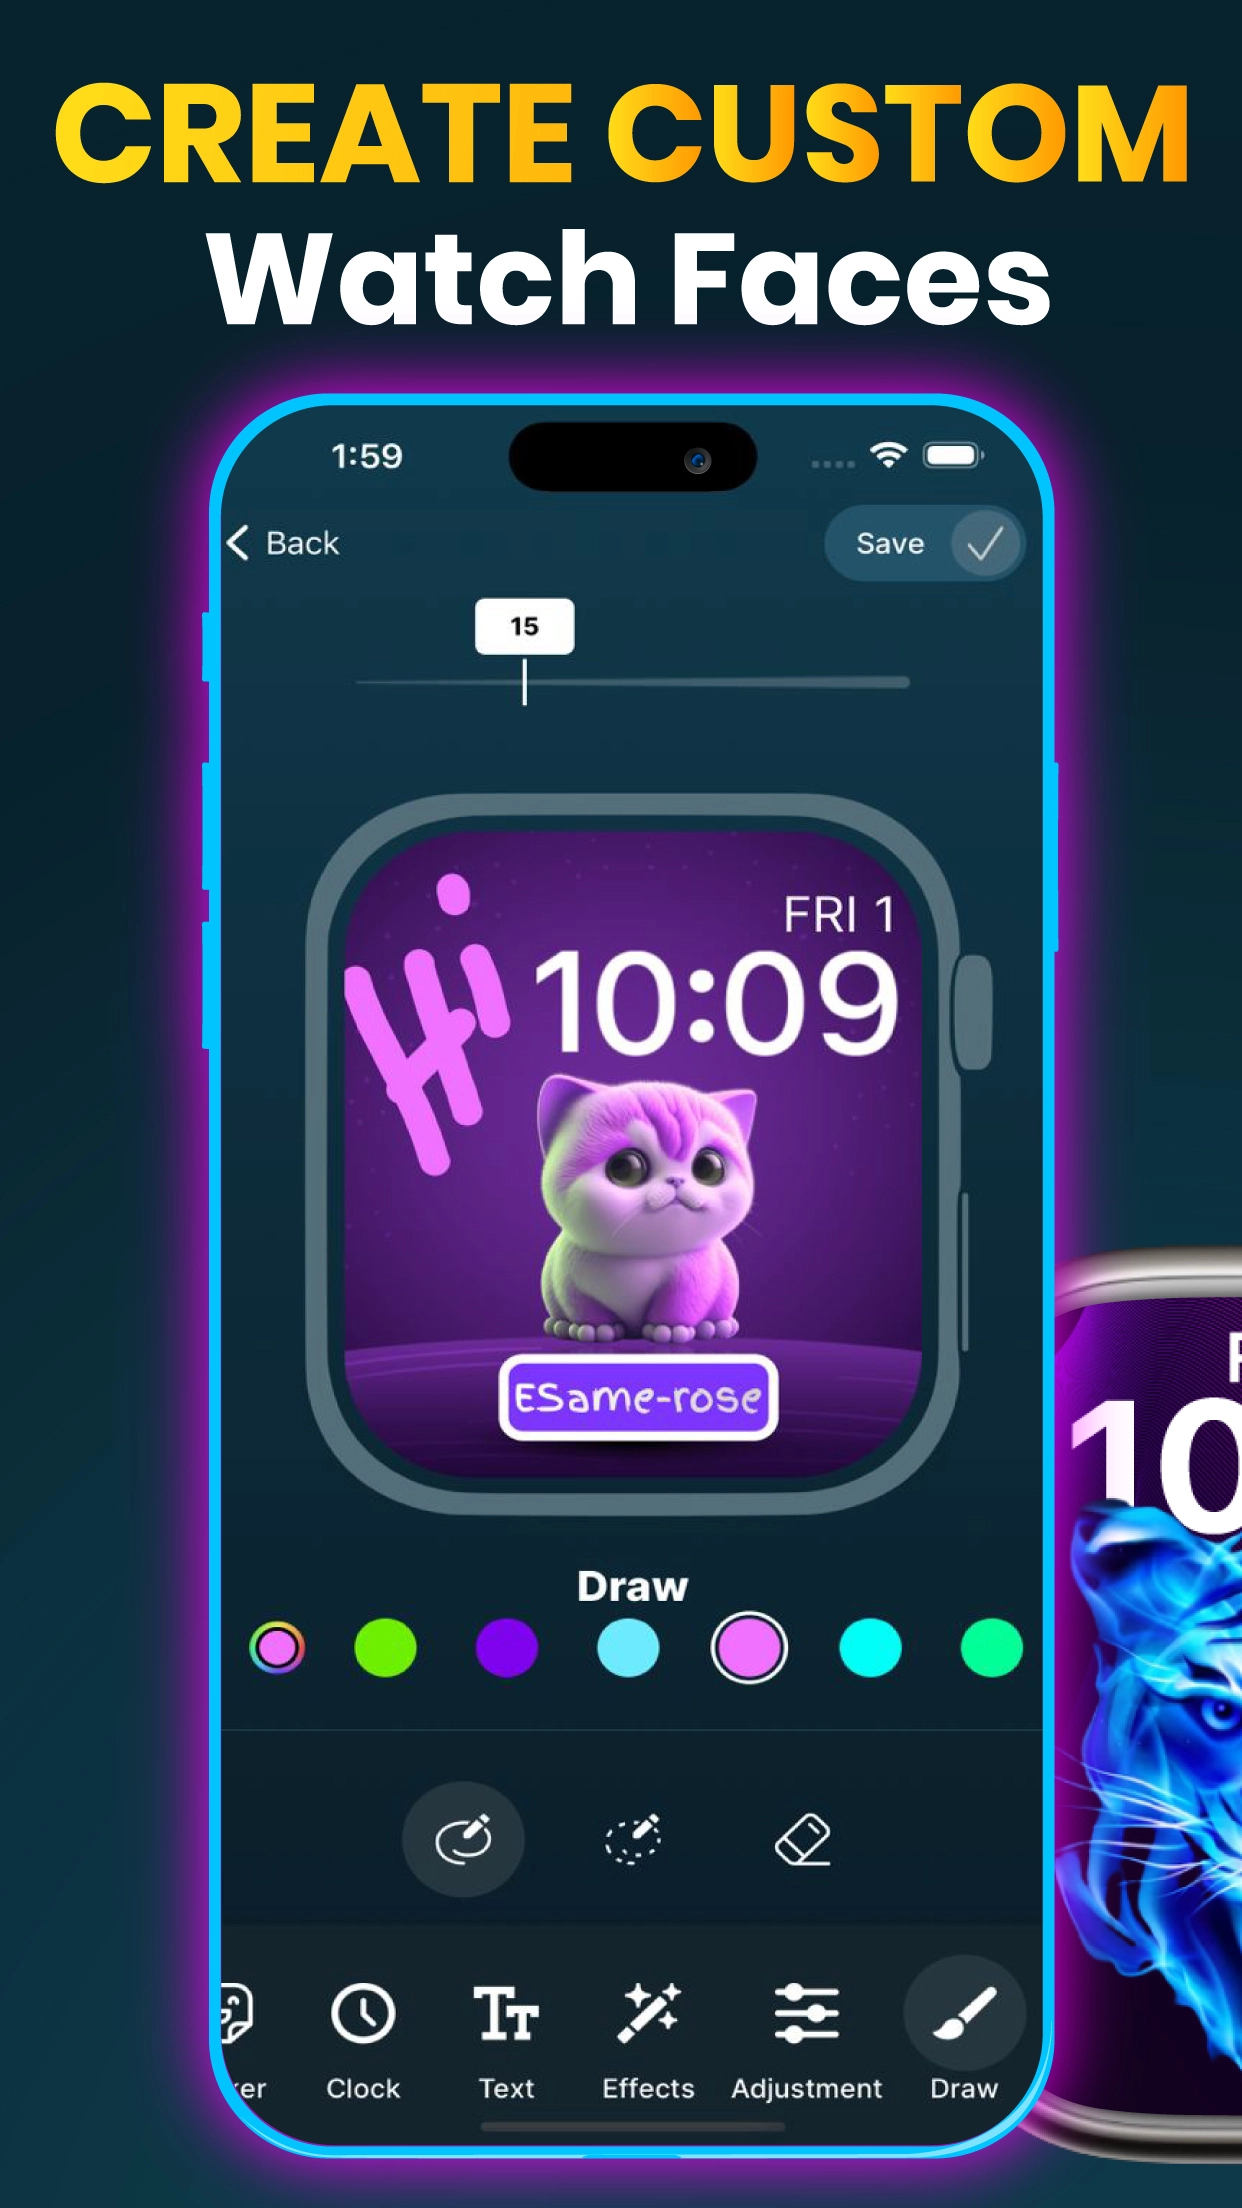 CREATE CUSTOM
Watch Faces
1:59
Back
Save
15
Hi
FRI 1
10:09
ESame-rose
10
Draw
Clock
Text
Effects
Adjustment
Draw